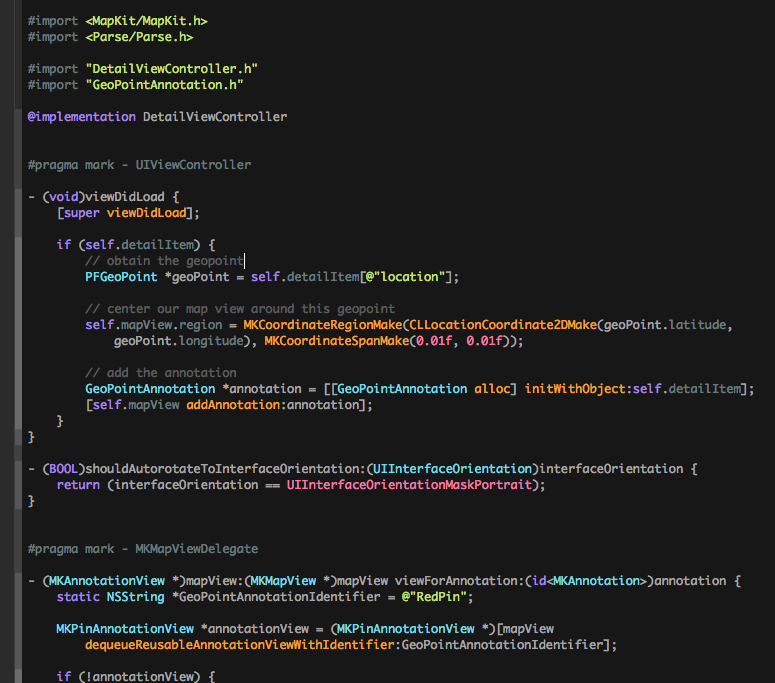 #import <MapKit/MapKit.h>
#import <Parse/Parse.h>
#import "DetailViewController.h"
#import "GeoPointAnnotation.h"
@implementation DetailViewController
#pragma mark - UIViewController
- (void)viewDidLoad {
[super viewDidLoad];
if (self.detailItem) {
// obtain the geopoint
PFGeoPoint *geoPoint = self.detailItem[@"location"];
// center our map view around this geopoint
self.mapView.region = MKCoordinateRegionMake(CLLocationCoordinate2DMake(geoPoint.latitude,
geoPoint.longitude), MKCoordinateSpanMake(0.01f, 0.01f));
// add the annotation
GeoPointAnnotation *annotation = [[GeoPointAnnotation alloc] initWithObject:self.detailItem];
[self.mapView addAnnotation:annotation];
}
}
- (BOOL)shouldAutorotateToInterfaceOrientation:(UIInterfaceOrientation)interfaceOrientation {
return (interfaceOrientation == UIInterfaceOrientationMaskPortrait);
}
#pragma mark - MKMapViewDelegate
- (MKAnnotationView *)mapView:(MKMapView *)mapView viewForAnnotation:(id<MKAnnotation>)annotation {
static NSString *GeoPointAnnotationIdentifier = @"RedPin";
MKPinAnnotationView *annotationView = (MKPinAnnotationView *)[mapView
dequeueReusableAnnotationViewWithIdentifier:GeoPointAnnotationIdentifier];
if (!annotationView) {